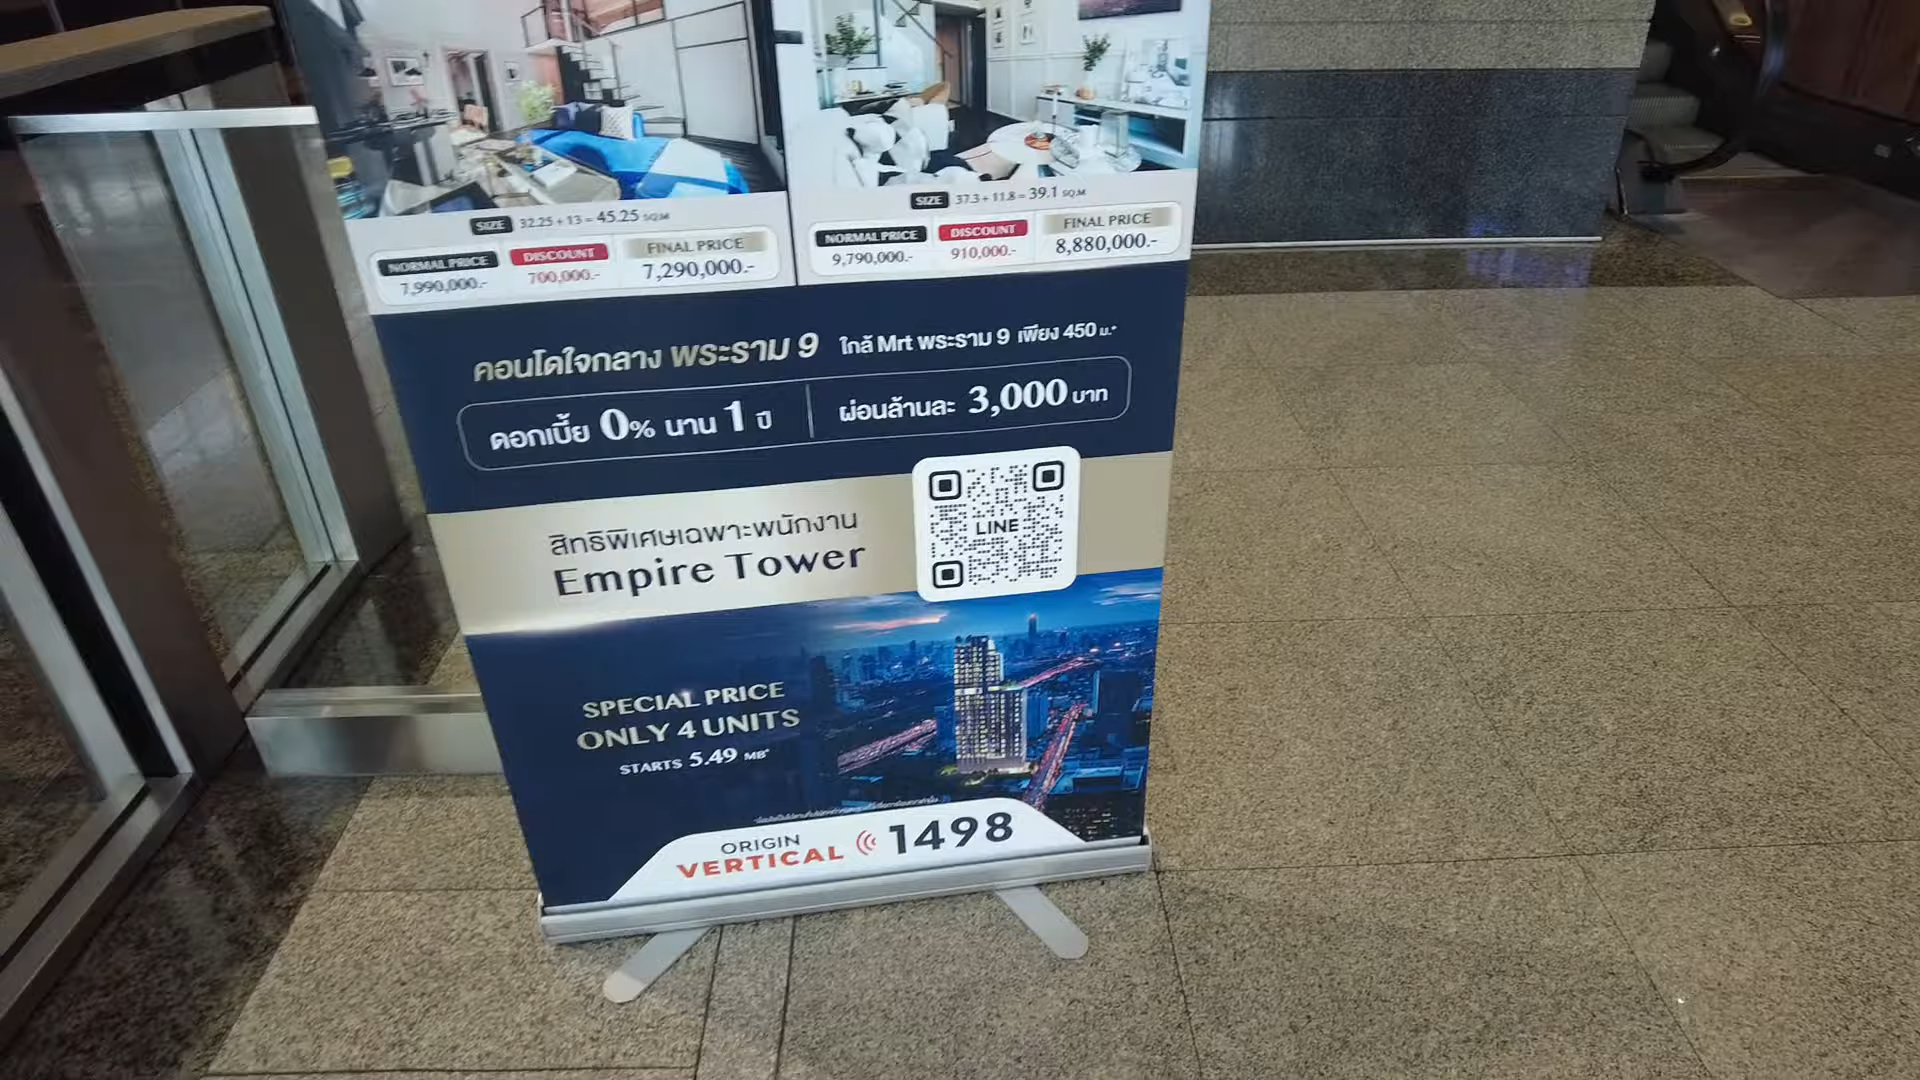 SIZE 32.25 + 13 = 45.25 SQ.M
NORMAL PRICE DISCOUNT FINAL PRICE
7,990,000.- 700,000.- 7,290,000.-
SIZE 37.3 + 11.8 = 39.1 SQ.M
NORMAL PRICE DISCOUNT FINAL PRICE
9,790,000.- 910,000.- 8,880,000.-
คอนโดใจกลาง พระราม 9 ใกล้ Mrt พระราม 9 เพียง 450 ม.*
ดอกเบี้ย 0% นาน 1 ปี
ผ่อนล้านละ 3,000 บาท
สิทธิพิเศษเฉพาะพนักงาน
Empire Tower
LINE
SPECIAL PRICE
ONLY 4 UNITS
STARTS 5.49 MB*
ORIGIN
VERTICAL
1498